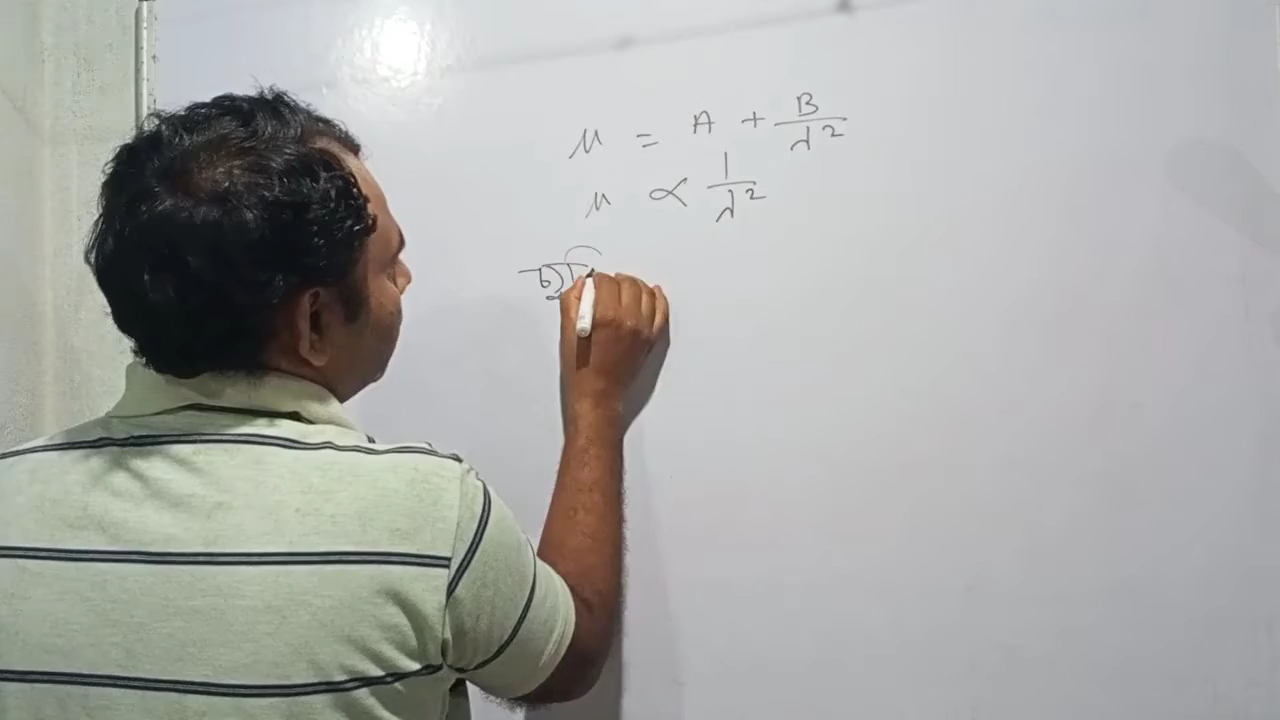 μ = A + B/λ²
μ ∝ 1/λ²